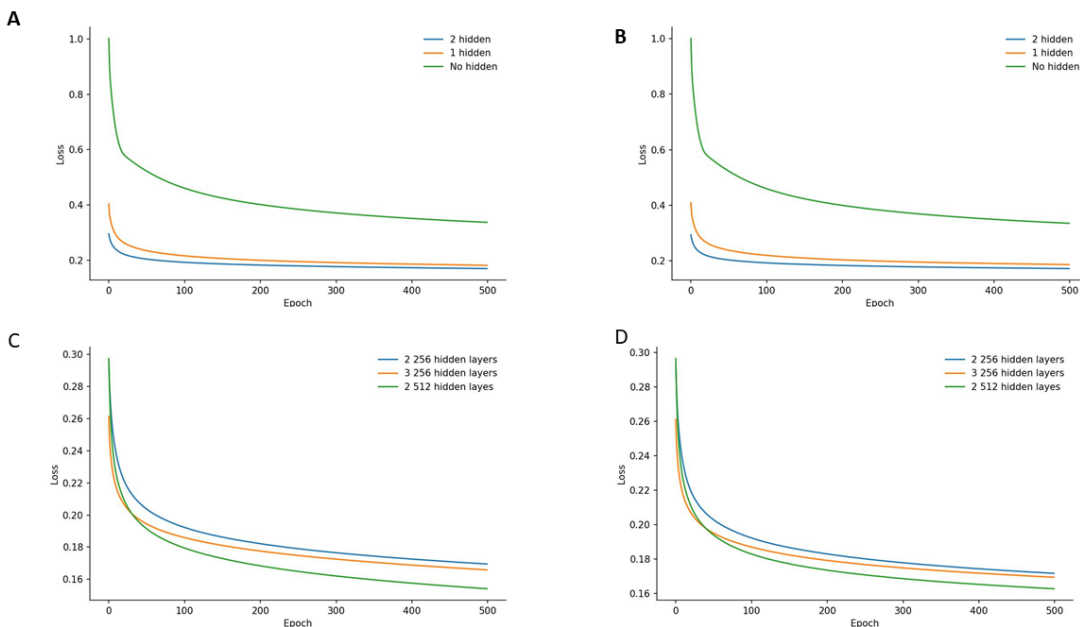 A
1.0
0.8
0.6
0.4
0.2
Loss
0 100 200 300 400 500
Epoch
2 hidden
1 hidden
No hidden
B
1.0
0.8
0.6
0.4
0.2
Loss
0 100 200 300 400 500
Epoch
2 hidden
1 hidden
No hidden
C
0.30
0.28
0.26
0.24
0.22
0.20
0.18
0.16
Loss
0 100 200 300 400 500
Epoch
2 256 hidden layers
3 256 hidden layers
2 512 hidden layes
D
0.30
0.28
0.26
0.24
0.22
0.20
0.18
0.16
Loss
0 100 200 300 400 500
Epoch
2 256 hidden layers
3 256 hidden layers
2 512 hidden layes